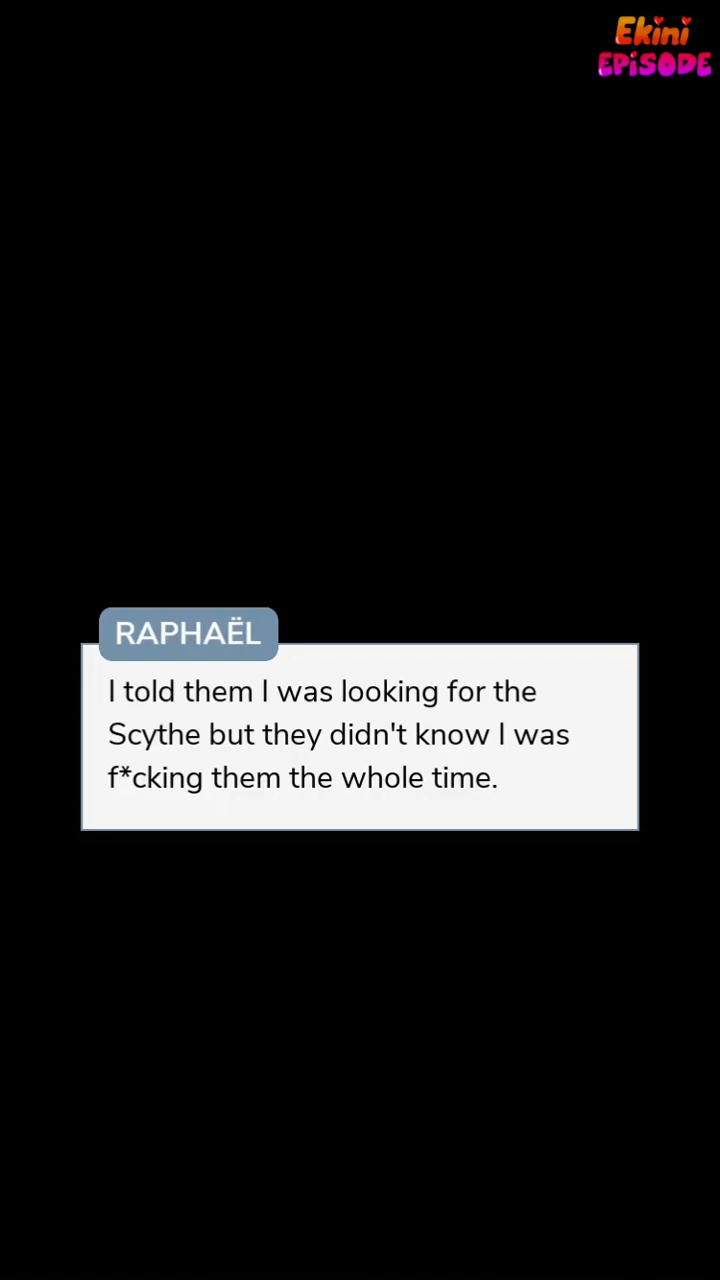 Ekini
EPiSODE
RAPHAËL
I told them I was looking for the
Scythe but they didn't know I was
f*cking them the whole time.